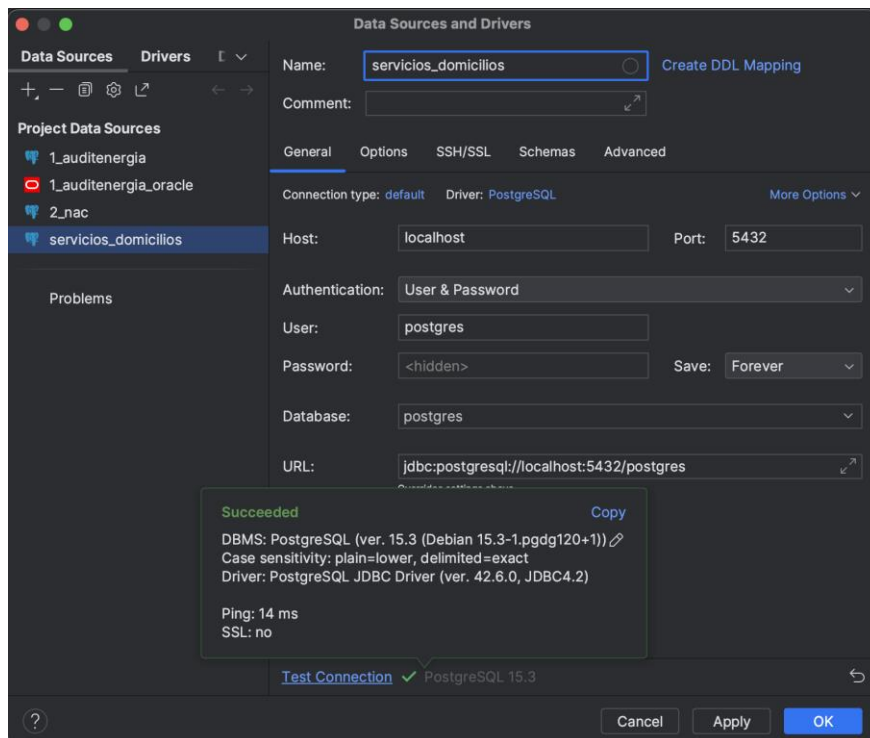 Data Sources and Drivers
Data Sources Drivers
Name: servicios_domicilios Create DDL Mapping
Comment:
Project Data Sources
1_auditenergia
1_auditenergia_oracle
2_nac
servicios_domicilios
Problems
General Options SSH/SSL Schemas Advanced
Connection type: default Driver: PostgreSQL More Options
Host: localhost Port: 5432
Authentication: User & Password
User: postgres
Password: <hidden> Save: Forever
Database: postgres
URL: jdbc:postgresql://localhost:5432/postgres
Succeeded Copy
DBMS: PostgreSQL (ver. 15.3 (Debian 15.3-1.pgdg120+1))
Case sensitivity: plain=lower, delimited=exact
Driver: PostgreSQL JDBC Driver (ver. 42.6.0, JDBC4.2)
Ping: 14 ms
SSL: no
Test Connection PostgreSQL 15.3
? Cancel Apply OK